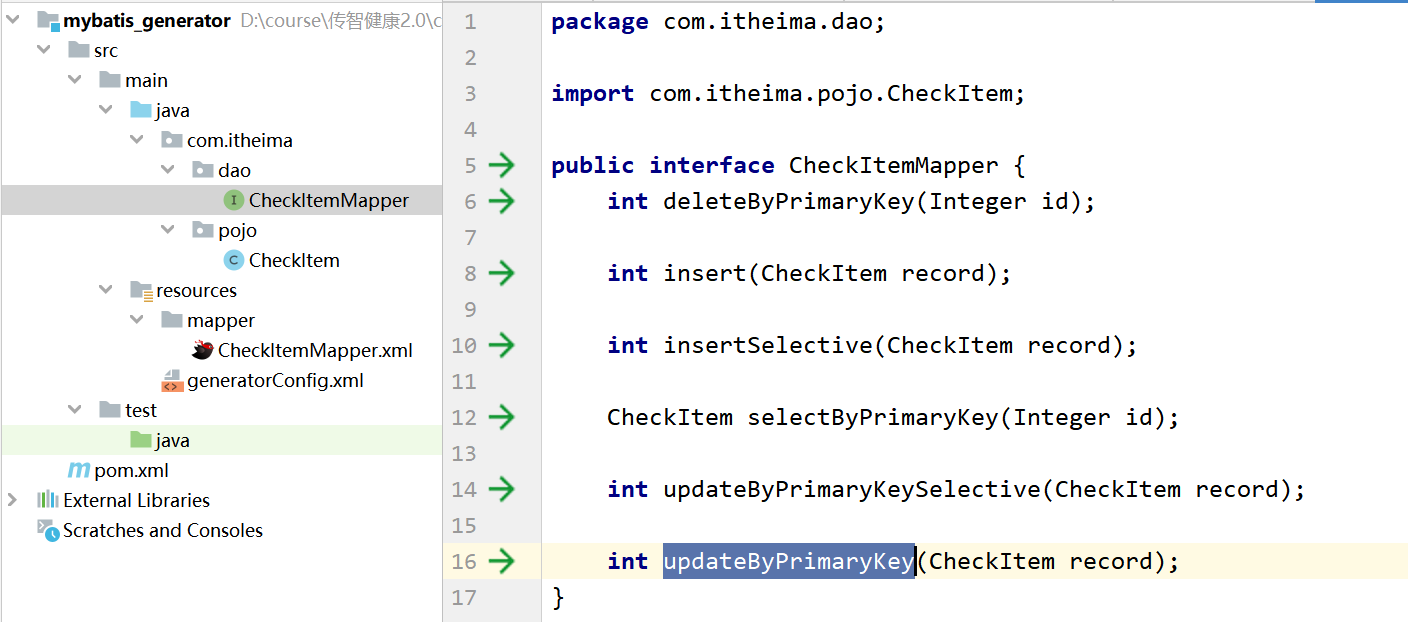 mybatis_generator D:\course\传智健康2.0\c
src
main
java
com.itheima
dao
CheckItemMapper
pojo
CheckItem
resources
mapper
CheckItemMapper.xml
generatorConfig.xml
test
java
pom.xml
External Libraries
Scratches and Consoles
1 package com.itheima.dao;
2
3 import com.itheima.pojo.CheckItem;
4
5 public interface CheckItemMapper {
6 int deleteByPrimaryKey(Integer id);
7
8 int insert(CheckItem record);
9
10 int insertSelective(CheckItem record);
11
12 CheckItem selectByPrimaryKey(Integer id);
13
14 int updateByPrimaryKeySelective(CheckItem record);
15
16 int updateByPrimaryKey(CheckItem record);
17 }